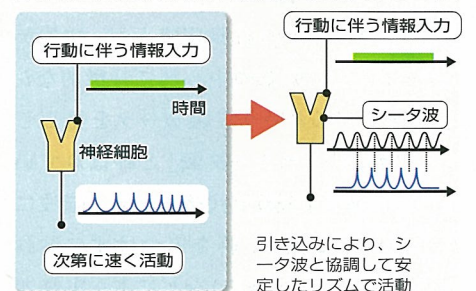 行動に伴う情報入力
時間
神経細胞
次第に速く活動
行動に伴う情報入力
シータ波
引き込みにより、シ
ータ波と協調して安
定したリズムで活動